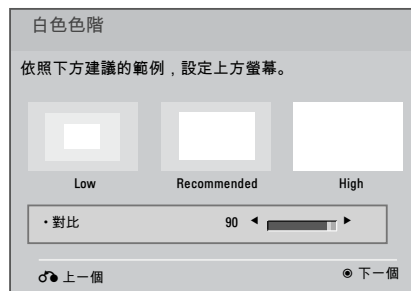 白色色階
依照下方建議的範例，設定上方螢幕。
Low Recommended High
•對比 90 ◄ ►
上一個 ◉ 下一個